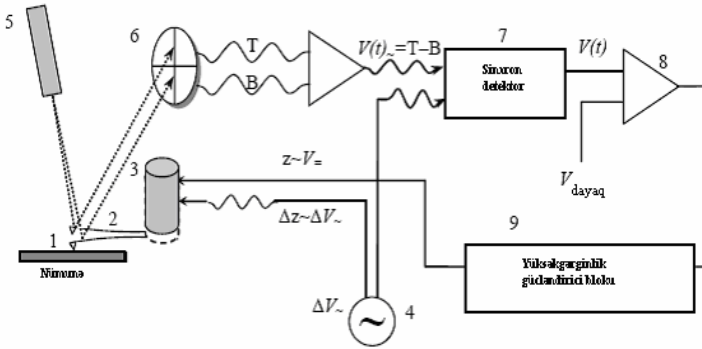 5
6
T
B
V(t)~=T–B
7
Sinxron
detektor
V(t)
8
V dayaq
3
z~V=
Δz~ΔV~
2
1
Nümunə
9
Yüksəkgərginlik
gücləndirici bloku
ΔV~
~
4